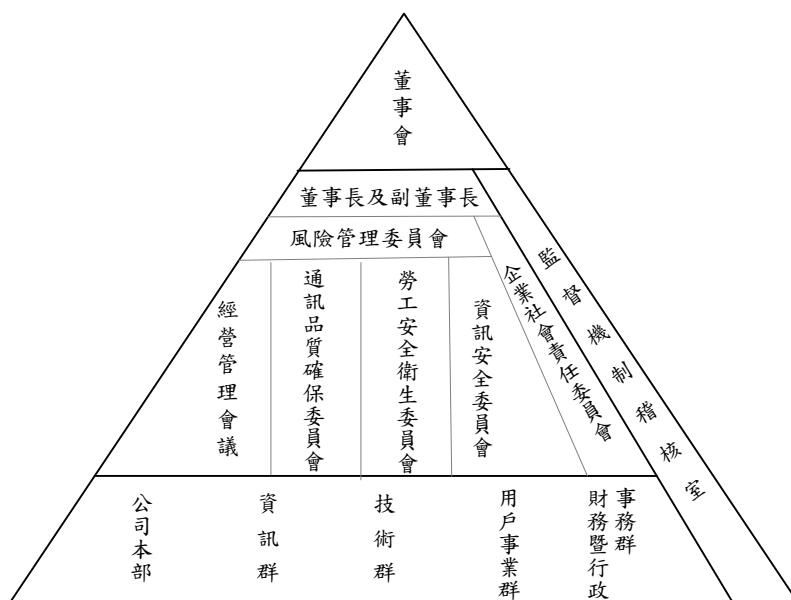 董事會
董事長及副董事長
風險管理委員會
經營管理會議
通訊品質確保委員會
勞工安全衛生委員會
資訊安全委員會
企業社會責任委員會
監督機制稽核室
公司本部
資訊群
技術群
用戶事業群
財務暨行政
事務群